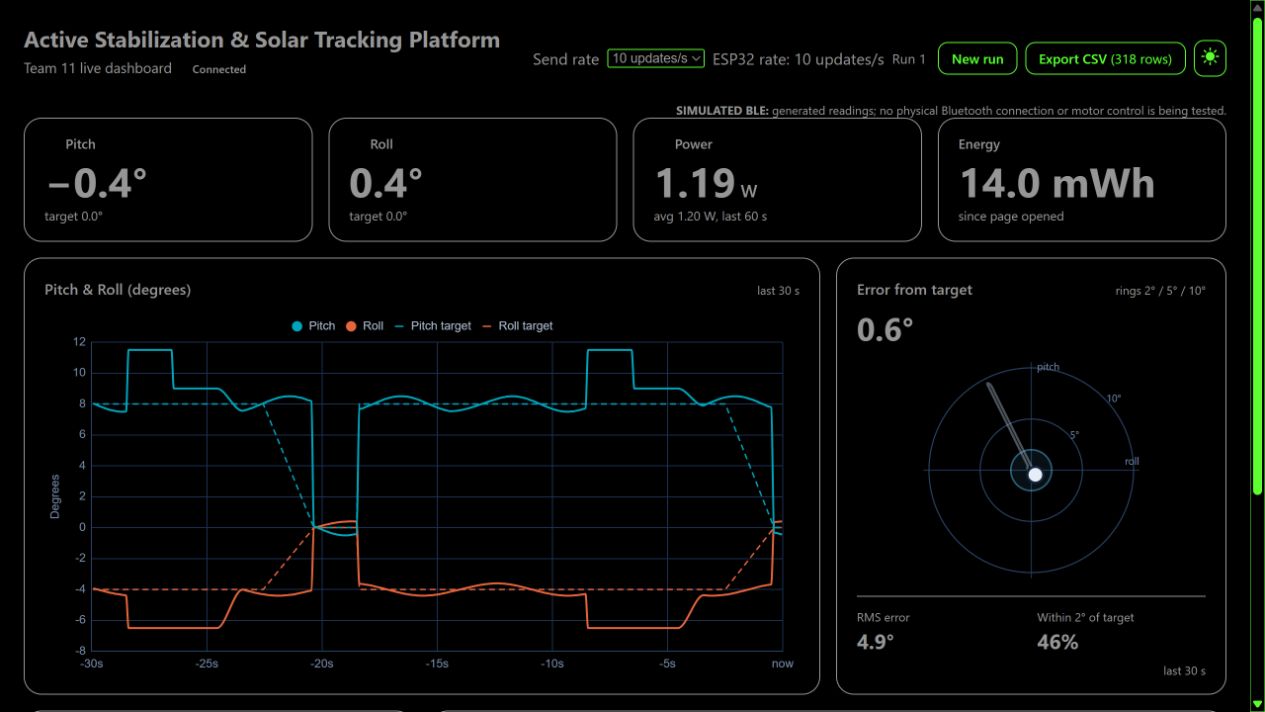 Active Stabilization & Solar Tracking Platform
Team 11 live dashboard Connected
Send rate 10 updates/s ESP32 rate: 10 updates/s Run 1 New run Export CSV (318 rows)
SIMULATED BLE: generated readings; no physical Bluetooth connection or motor control is being tested.
Pitch
−0.4°
target 0.0°
Roll
0.4°
target 0.0°
Power
1.19 W
avg 1.20 W, last 60 s
Energy
14.0 mWh
since page opened
Pitch & Roll (degrees)
last 30 s
Pitch Roll Pitch target Roll target
Degrees
12
10
8
6
4
2
0
-2
-4
-6
-8
-30s -25s -20s -15s -10s -5s now
Error from target
rings 2° / 5° / 10°
0.6°
pitch
10°
5°
roll
RMS error
4.9°
Within 2° of target
46%
last 30 s